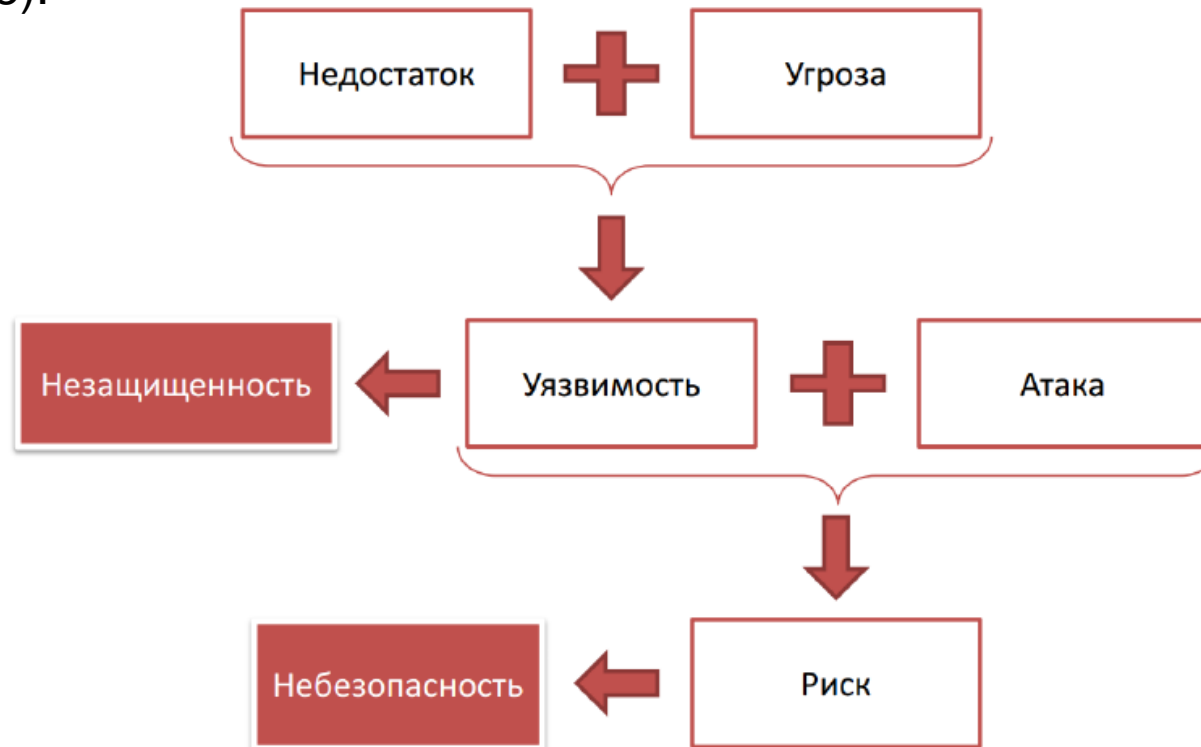 Недостаток
Угроза
Незащищенность
Уязвимость
Атака
Небезопасность
Риск